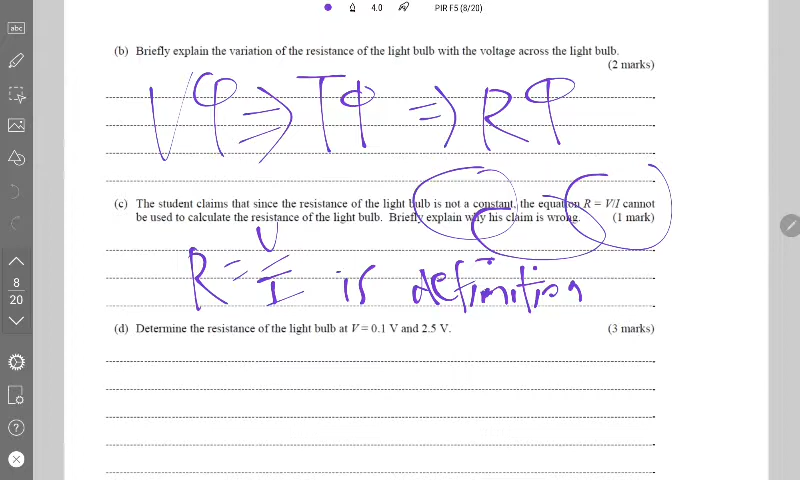 4.0 PIR F5 (8/20)
abc
(b) Briefly explain the variation of the resistance of the light bulb with the voltage across the light bulb.
(2 marks)
V↑ ⇒ T↑ ⇒ R↑
(c) The student claims that since the resistance of the light bulb is not a constant, the equation R = V/I cannot
be used to calculate the resistance of the light bulb. Briefly explain why his claim is wrong. (1 mark)
R = V/I is definition
8
20
(d) Determine the resistance of the light bulb at V = 0.1 V and 2.5 V. (3 marks)